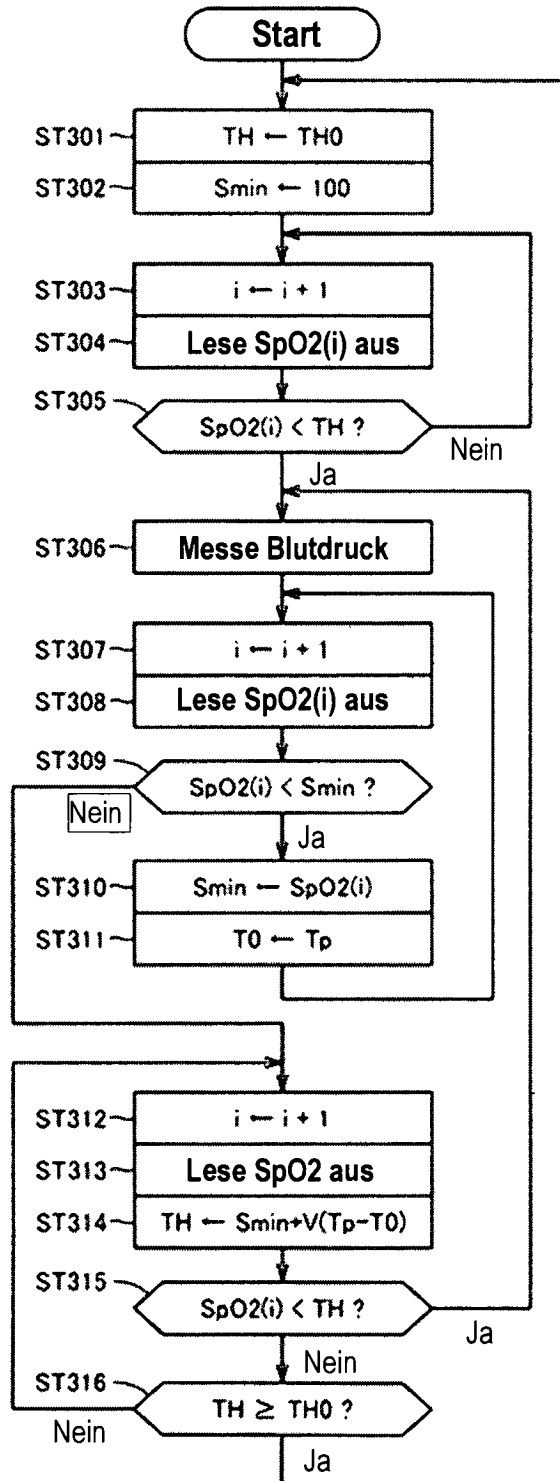 Start
ST301 TH ← TH0
ST302 Smin ← 100
ST303 i ← i + 1
ST304 Lese SpO2(i) aus
ST305 SpO2(i) < TH ?
Nein
Ja
ST306 Messe Blutdruck
ST307 i ← i + 1
ST308 Lese SpO2(i) aus
ST309 SpO2(i) < Smin ?
Nein
Ja
ST310 Smin ← SpO2(i)
ST311 T0 ← Tp
ST312 i ← i + 1
ST313 Lese SpO2 aus
ST314 TH ← Smin+V(Tp-T0)
ST315 SpO2(i) < TH ?
Ja
Nein
ST316 TH ≥ TH0 ?
Nein
Ja